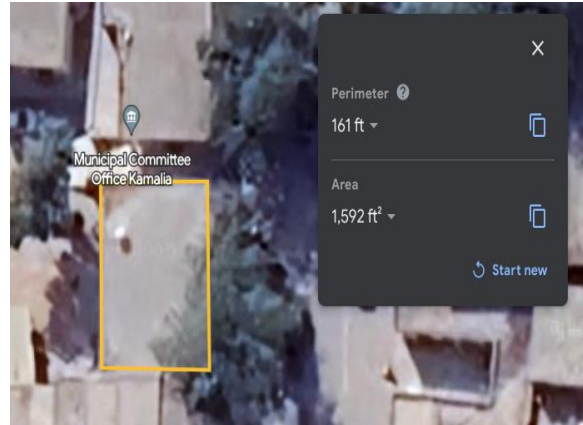 Municipal Committee
Office Kamalia
Perimeter
161 ft
Area
1,592 ft²
Start new